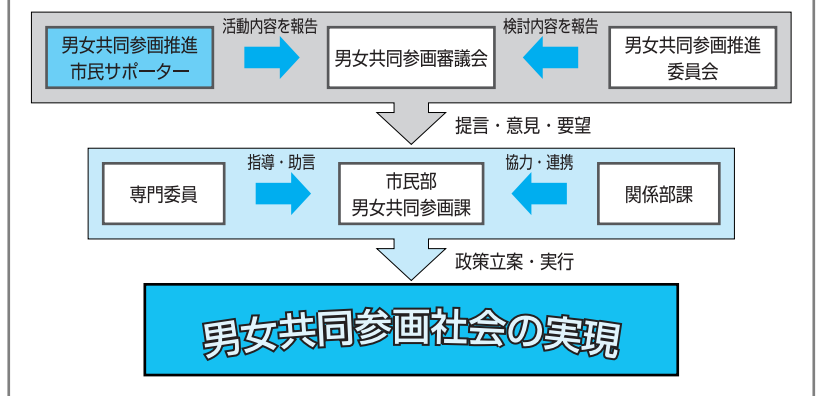 活動内容を報告
検討内容を報告
男女共同参画推進
市民サポーター
男女共同参画審議会
男女共同参画推進
委員会
提言・意見・要望
指導・助言
協力・連携
専門委員
市民部
男女共同参画課
関係部課
政策立案・実行
男女共同参画社会の実現